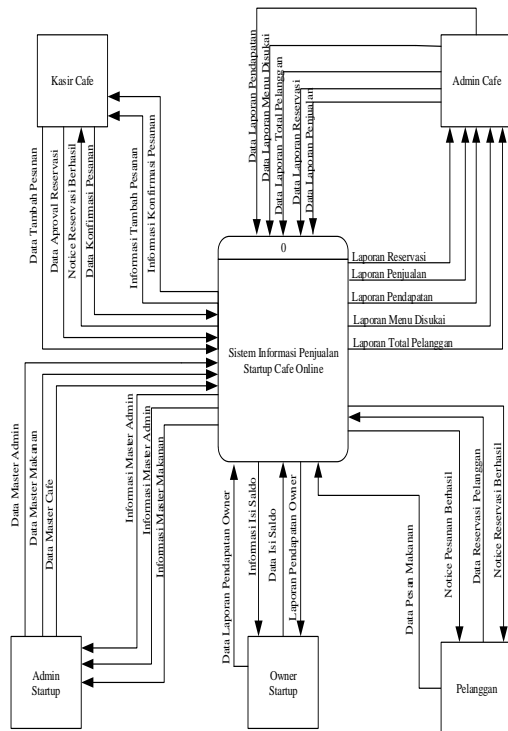 Kasir Cafe
Admin Cafe
Data Laporan Pendapatan
Data Laporan Menu Disukai
Data Laporan Total Pelanggan
Data Laporan Reservasi
Data Laporan Penjualan
Data Tambah Pesanan
Data Aproval Reservasi
Notice Reservasi Berhasil
Data Konfirmasi Pesanan
Informasi Tambah Pesanan
Informasi Konfirmasi Pesanan
0
Sistem Informasi Penjualan
Startup Cafe Online
Laporan Reservasi
Laporan Penjualan
Laporan Pendapatan
Laporan Menu Disukai
Laporan Total Pelanggan
Data Master Admin
Data Master Makanan
Data Master Cafe
Informasi Master Admin
Informasi Master Admin
Informasi Master Makanan
Data Laporan Pendapatan Owner
Informasi Isi Saldo
Data Isi Saldo
Laporan Pendapatan Owner
Data Pesan Makanan
Notice Pesanan Berhasil
Data Reservasi Pelanggan
Notice Reservasi Berhasil
Admin
Startup
Owner
Startup
Pelanggan